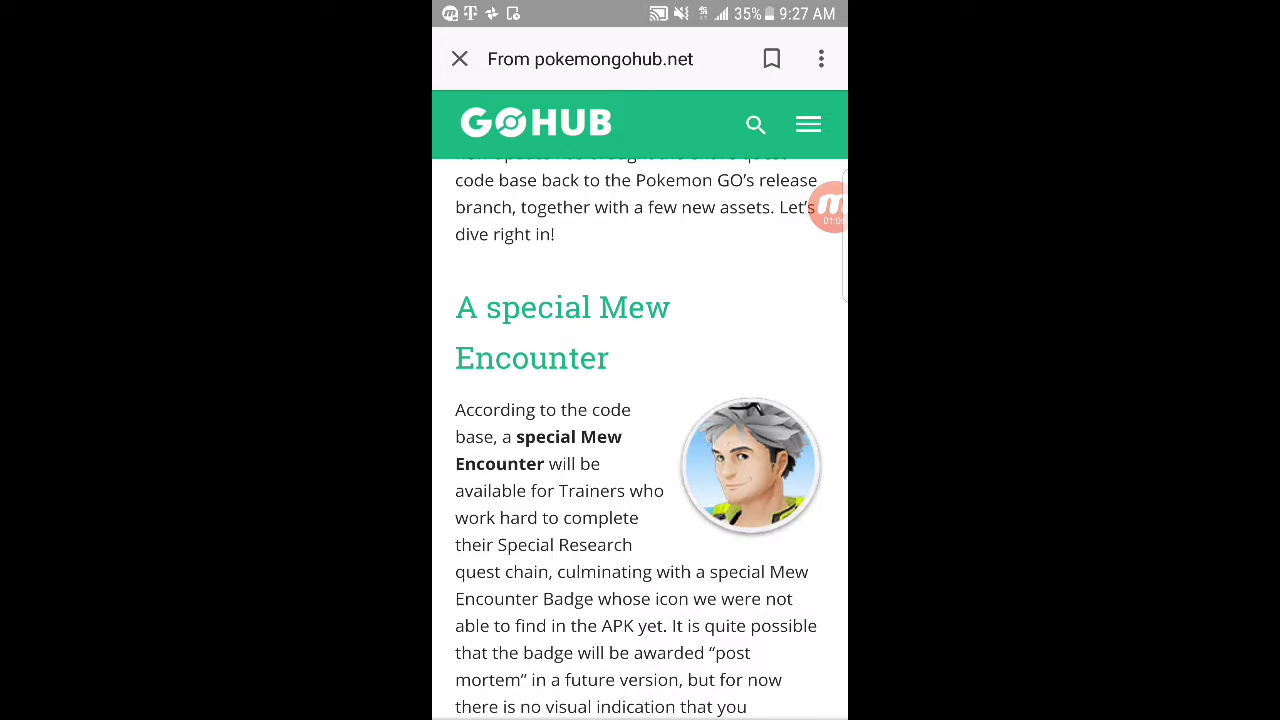 35% 9:27 AM
From pokemongohub.net
GOHUB
code base back to the Pokemon GO’s release
branch, together with a few new assets. Let’s
dive right in!
A special Mew
Encounter
According to the code
base, a special Mew
Encounter will be
available for Trainers who
work hard to complete
their Special Research
quest chain, culminating with a special Mew
Encounter Badge whose icon we were not
able to find in the APK yet. It is quite possible
that the badge will be awarded “post
mortem” in a future version, but for now
there is no visual indication that you